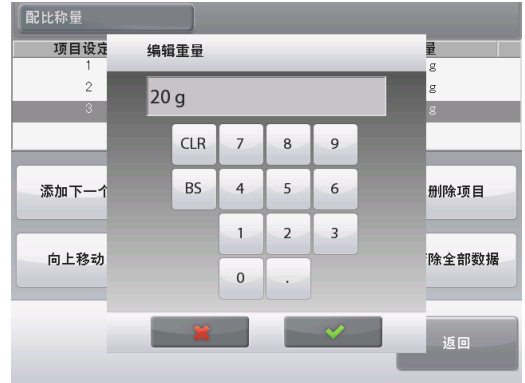 配比称量
项目设定
量
1
g
2
g
3
g
编辑重量
20 g
CLR 7 8 9
BS 4 5 6
1 2 3
0 .
添加下一个
删除项目
向上移动
除全部数据
返回